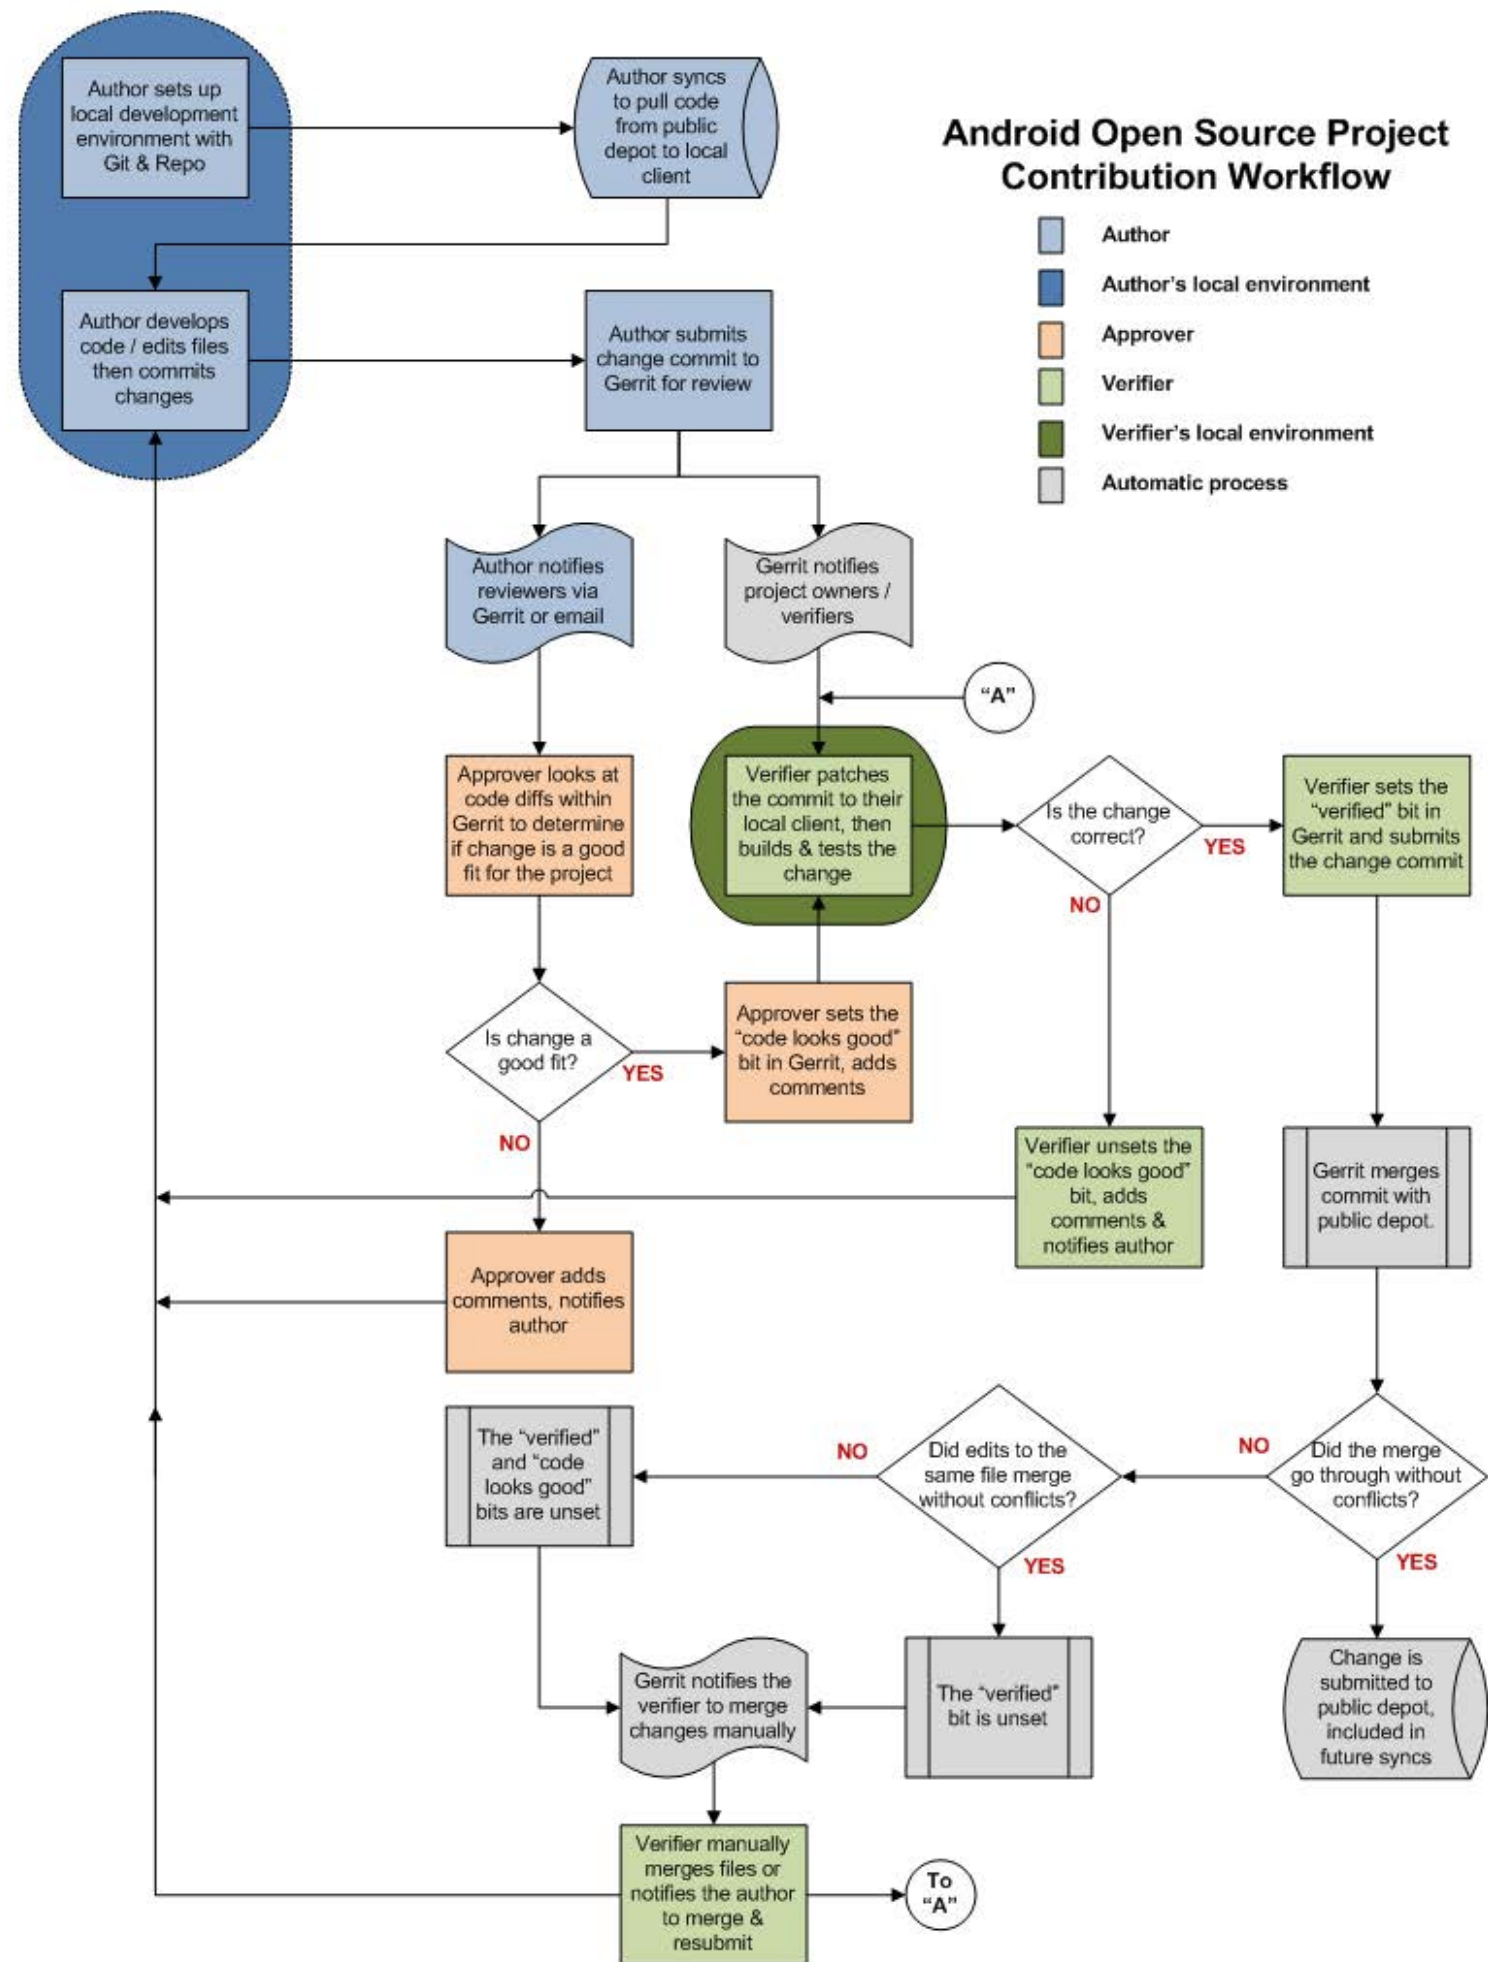 Author sets up
local development
environment with
Git & Repo
Author syncs
to pull code
from public
depot to local
client
Android Open Source Project
Contribution Workflow
Author
Author's local environment
Approver
Verifier
Verifier's local environment
Automatic process
Author develops
code / edits files
then commits
changes
Author submits
change commit to
Gerrit for review
Author notifies
reviewers via
Gerrit or email
Gerrit notifies
project owners /
verifiers
“A”
Approver looks at
code diffs within
Gerrit to determine
if change is a good
fit for the project
Verifier patches
the commit to their
local client, then
builds & tests the
change
Is the change
correct?
YES
NO
Verifier sets the
“verified” bit in
Gerrit and submits
the change commit
Is change a
good fit?
YES
NO
Approver sets the
“code looks good”
bit in Gerrit, adds
comments
Verifier unsets the
“code looks good”
bit, adds
comments &
notifies author
Gerrit merges
commit with
public depot.
Approver adds
comments, notifies
author
The “verified”
and “code
looks good”
bits are unset
NO
Did edits to the
same file merge
without conflicts?
YES
NO
Did the merge
go through without
conflicts?
YES
Gerrit notifies the
verifier to merge
changes manually
The “verified”
bit is unset
Change is
submitted to
public depot,
included in
future syncs
Verifier manually
merges files or
notifies the author
to merge &
resubmit
To
“A”